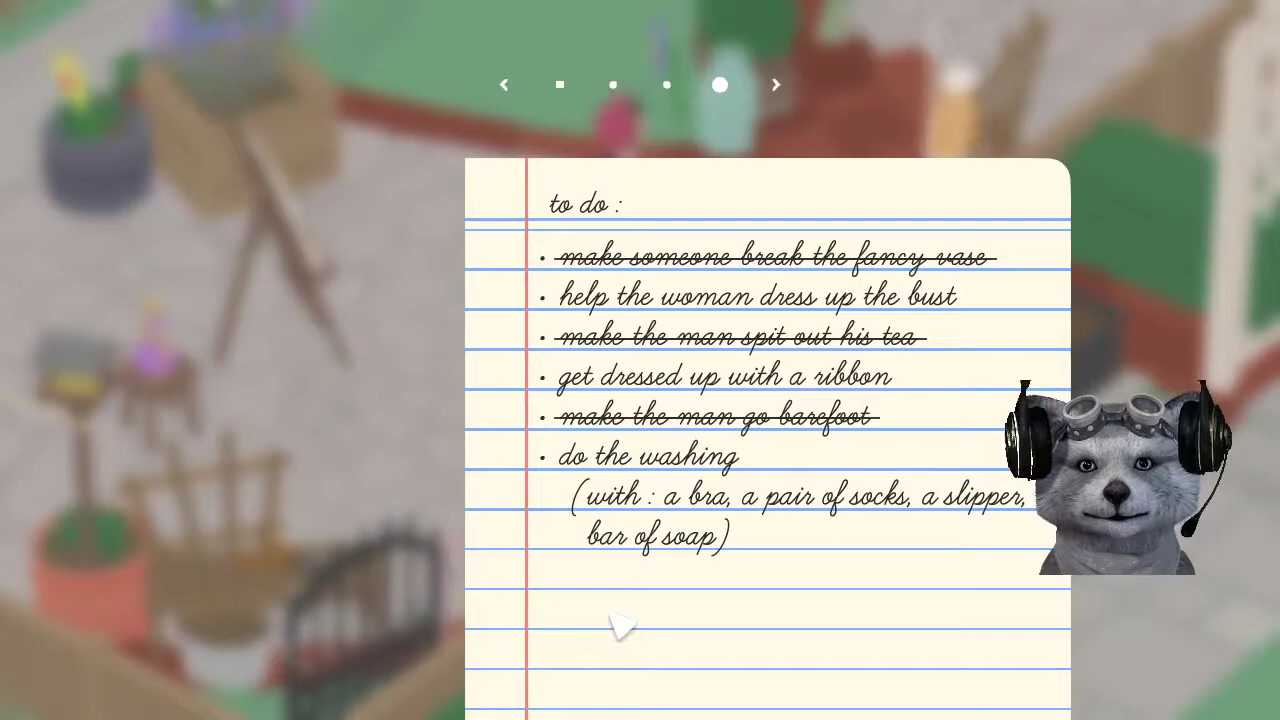 to do :
• make someone break the fancy vase
• help the woman dress up the bust
• make the man spit out his tea
• get dressed up with a ribbon
• make the man go barefoot
• do the washing
(with : a bra, a pair of socks, a slipper,
bar of soap)